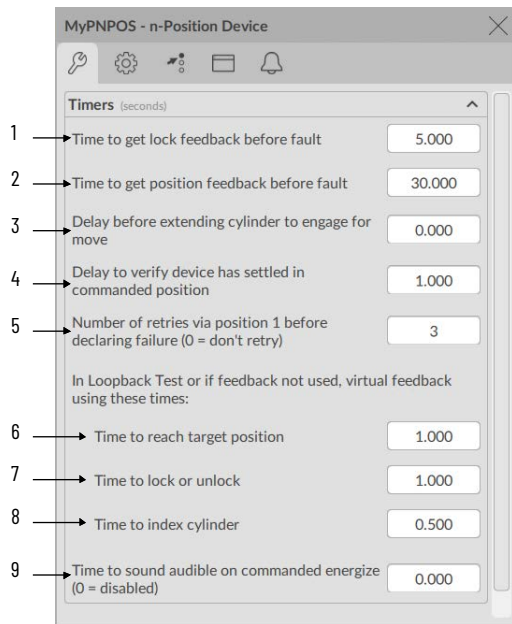 MyPNPOS - n-Position Device
Timers (seconds)
1
Time to get lock feedback before fault
5.000
2
Time to get position feedback before fault
30.000
3
Delay before extending cylinder to engage for
move
0.000
4
Delay to verify device has settled in
commanded position
1.000
5
Number of retries via position 1 before
declaring failure (0 = don't retry)
3
In Loopback Test or if feedback not used, virtual feedback
using these times:
6
Time to reach target position
1.000
7
Time to lock or unlock
1.000
8
Time to index cylinder
0.500
9
Time to sound audible on commanded energize
(0 = disabled)
0.000